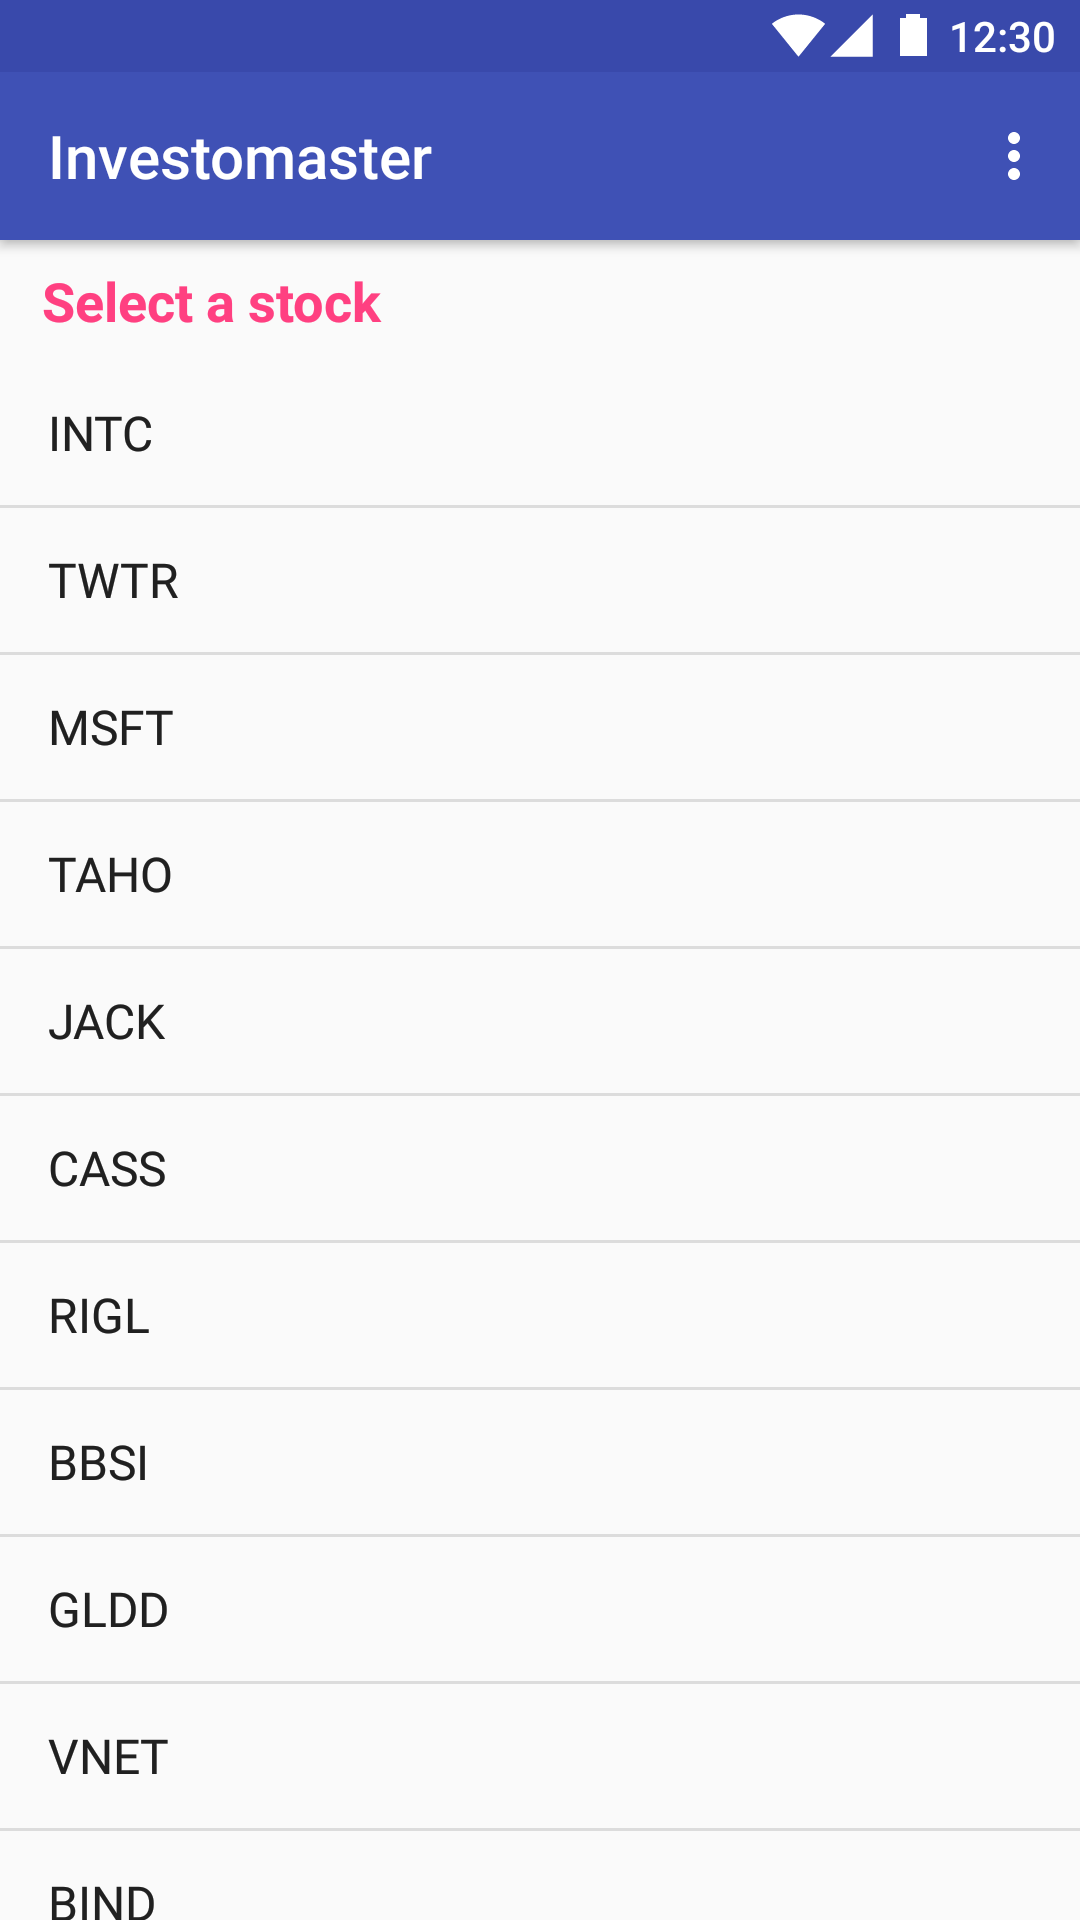 12:30
Investomaster
Select a stock
INTC
TWTR
MSFT
TAHO
JACK
CASS
RIGL
BBSI
GLDD
VNET
BIND